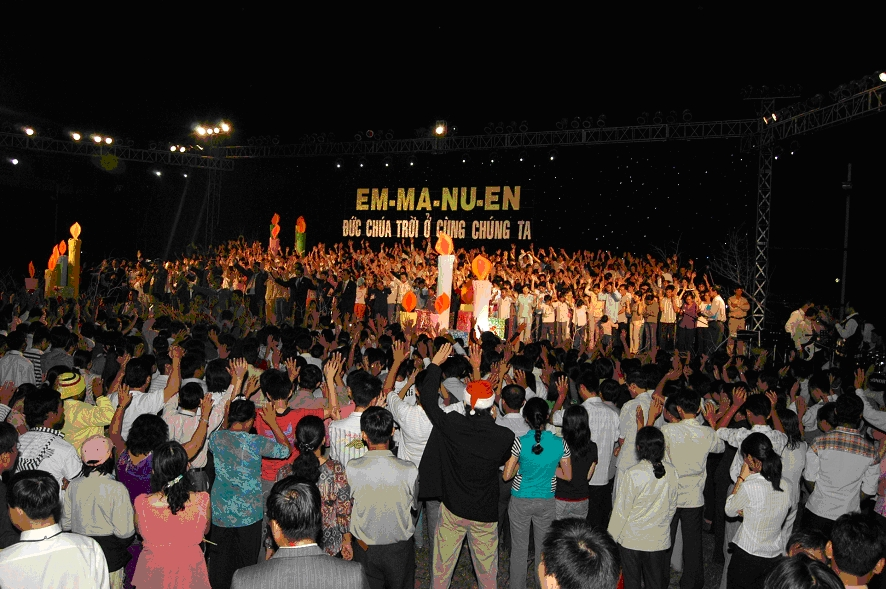 EM-MA-NU-EN
ĐỨC CHÚA TRỜI Ở CÙNG CHÚNG TA